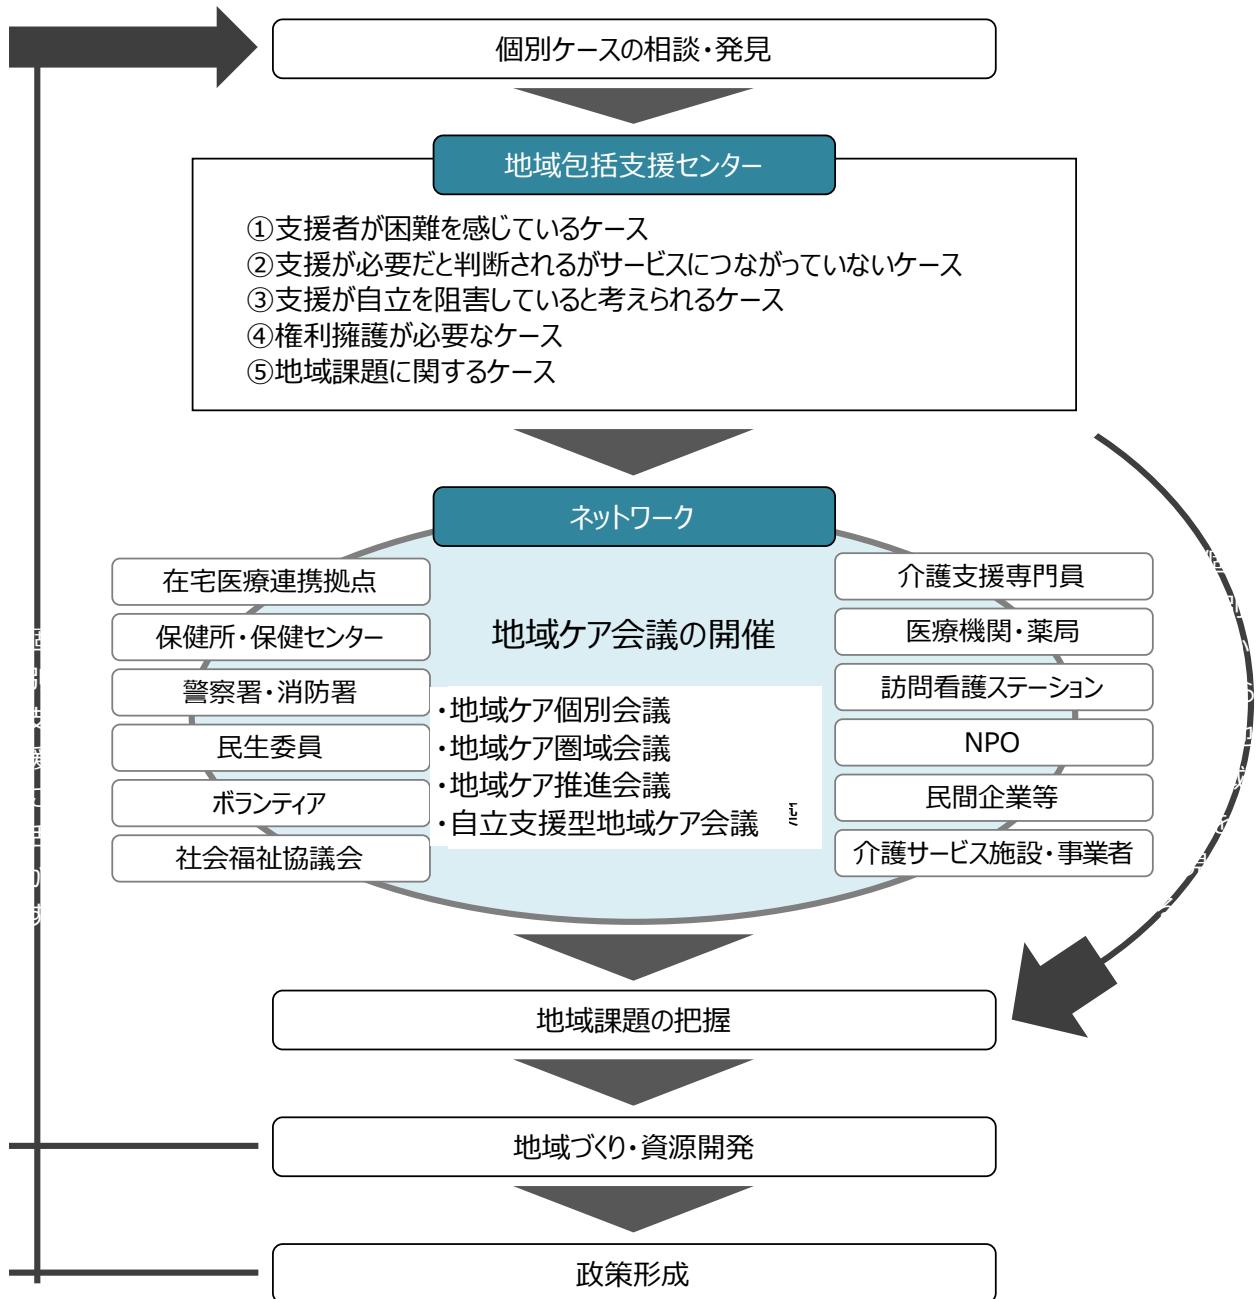 個別ケースの相談・発見
地域包括支援センター
①支援者が困難を感じているケース
②支援が必要だと判断されるがサービスにつながっていないケース
③支援が自立を阻害していると考えられるケース
④権利擁護が必要なケース
⑤地域課題に関するケース
ネットワーク
在宅医療連携拠点
保健所・保健センター
警察署・消防署
民生委員
ボランティア
社会福祉協議会
地域ケア会議の開催
・地域ケア個別会議
・地域ケア圏域会議
・地域ケア推進会議
・自立支援型地域ケア会議
介護支援専門員
医療機関・薬局
訪問看護ステーション
NPO
民間企業等
介護サービス施設・事業者
地域課題の把握
地域づくり・資源開発
政策形成